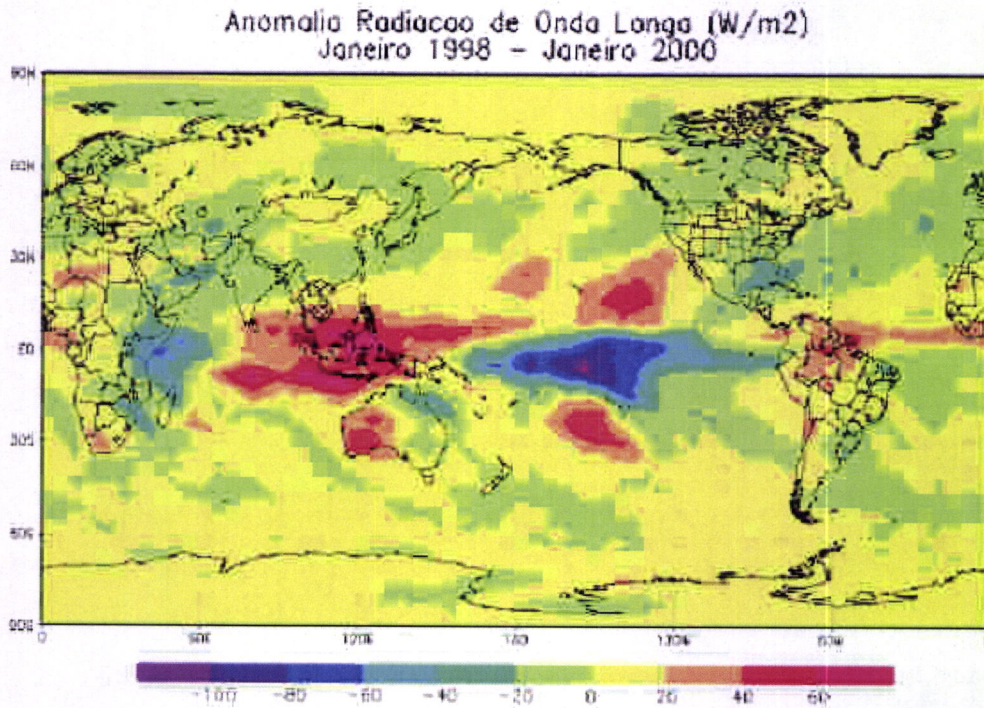 Anomalia Radiacao de Onda Longa (W/m2)
Janeiro 1998 - Janeiro 2000
60N
30N
EQ
30S
60S
90S
0
60E
120E
180
120W
60W
-100 -80 -60 -40 -20 0 20 40 60